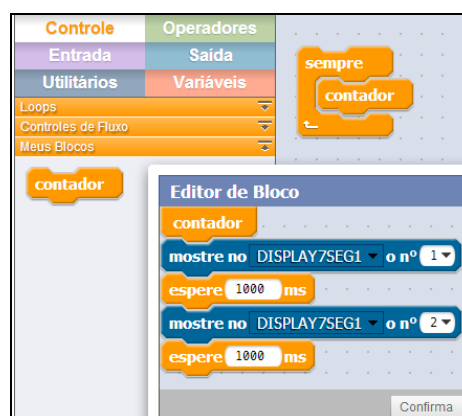 Controle Operadores
Entrada Saída
Utilitários Variáveis
Loops
Controles de Fluxo
Meus Blocos
contador
sempre
contador
Editor de Bloco
contador
mostre no DISPLAY7SEG1 o nº 1
espere 1000 ms
mostre no DISPLAY7SEG1 o nº 2
espere 1000 ms
Confirma